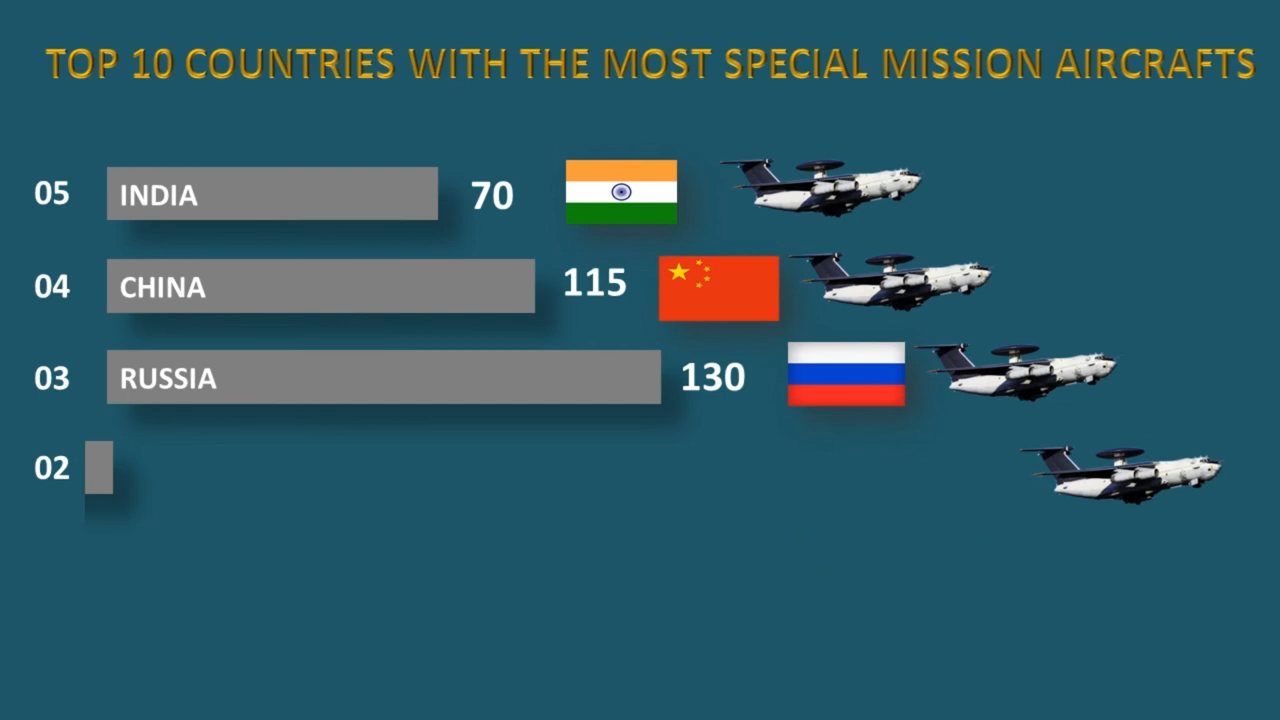 TOP 10 COUNTRIES WITH THE MOST SPECIAL MISSION AIRCRAFTS
05 INDIA 70
04 CHINA 115
03 RUSSIA 130
02